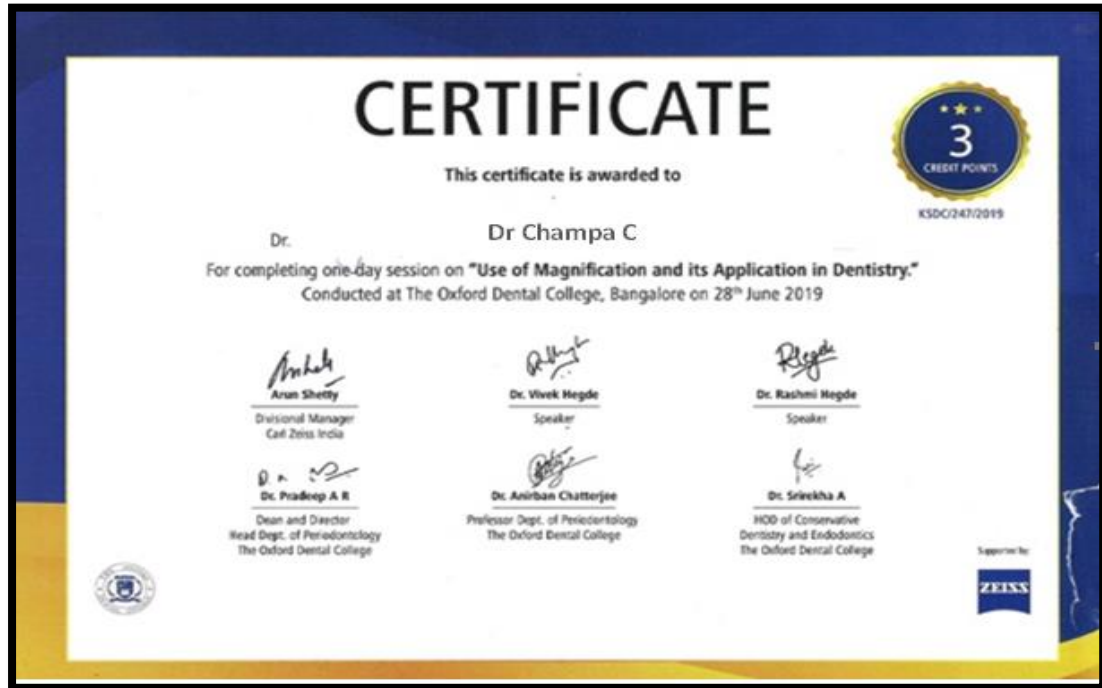 CERTIFICATE
3
CREDIT POINTS
KSDC/247/2019
This certificate is awarded to
Dr. Dr Champa C
For completing one-day session on "Use of Magnification and its Application in Dentistry."
Conducted at The Oxford Dental College, Bangalore on 28th June 2019
Arun Shetty
Divisional Manager
Carl Zeiss India
Dr. Vivek Hegde
Speaker
Dr. Rashmi Hegde
Speaker
Dr. Pradeep A R
Dean and Director
Head Dept. of Periodontology
The Oxford Dental College
Dr. Anirban Chatterjee
Professor Dept. of Periodontology
The Oxford Dental College
Dr. Srirekha A
HOD of Conservative
Dentistry and Endodontics
The Oxford Dental College
Supported by:
ZEISS